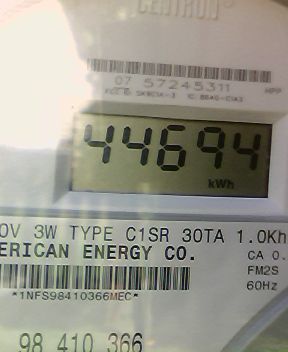 CENTRON®
07 57245311
44694
kWh
0V 3W TYPE C1SR 30TA 1.0Kh
ERICAN ENERGY CO.
CA 0.
FM2S
60Hz
*1NFS98410366MEC*
98 410 366